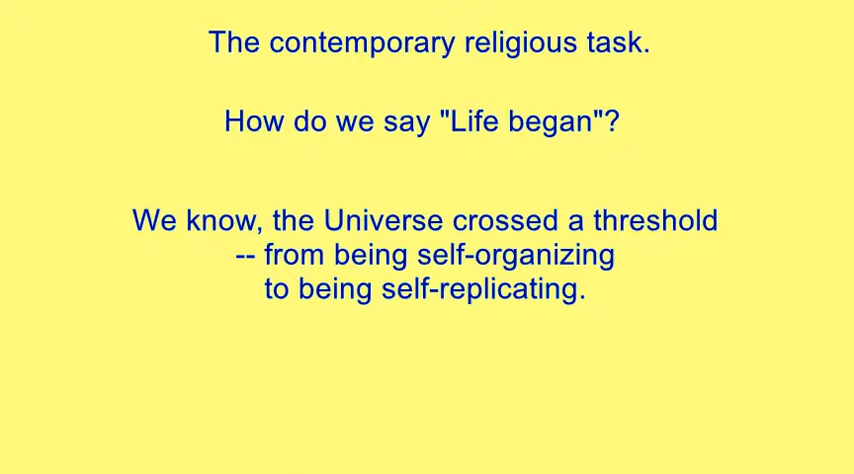 The contemporary religious task.
How do we say "Life began"?
We know, the Universe crossed a threshold
-- from being self-organizing
to being self-replicating.